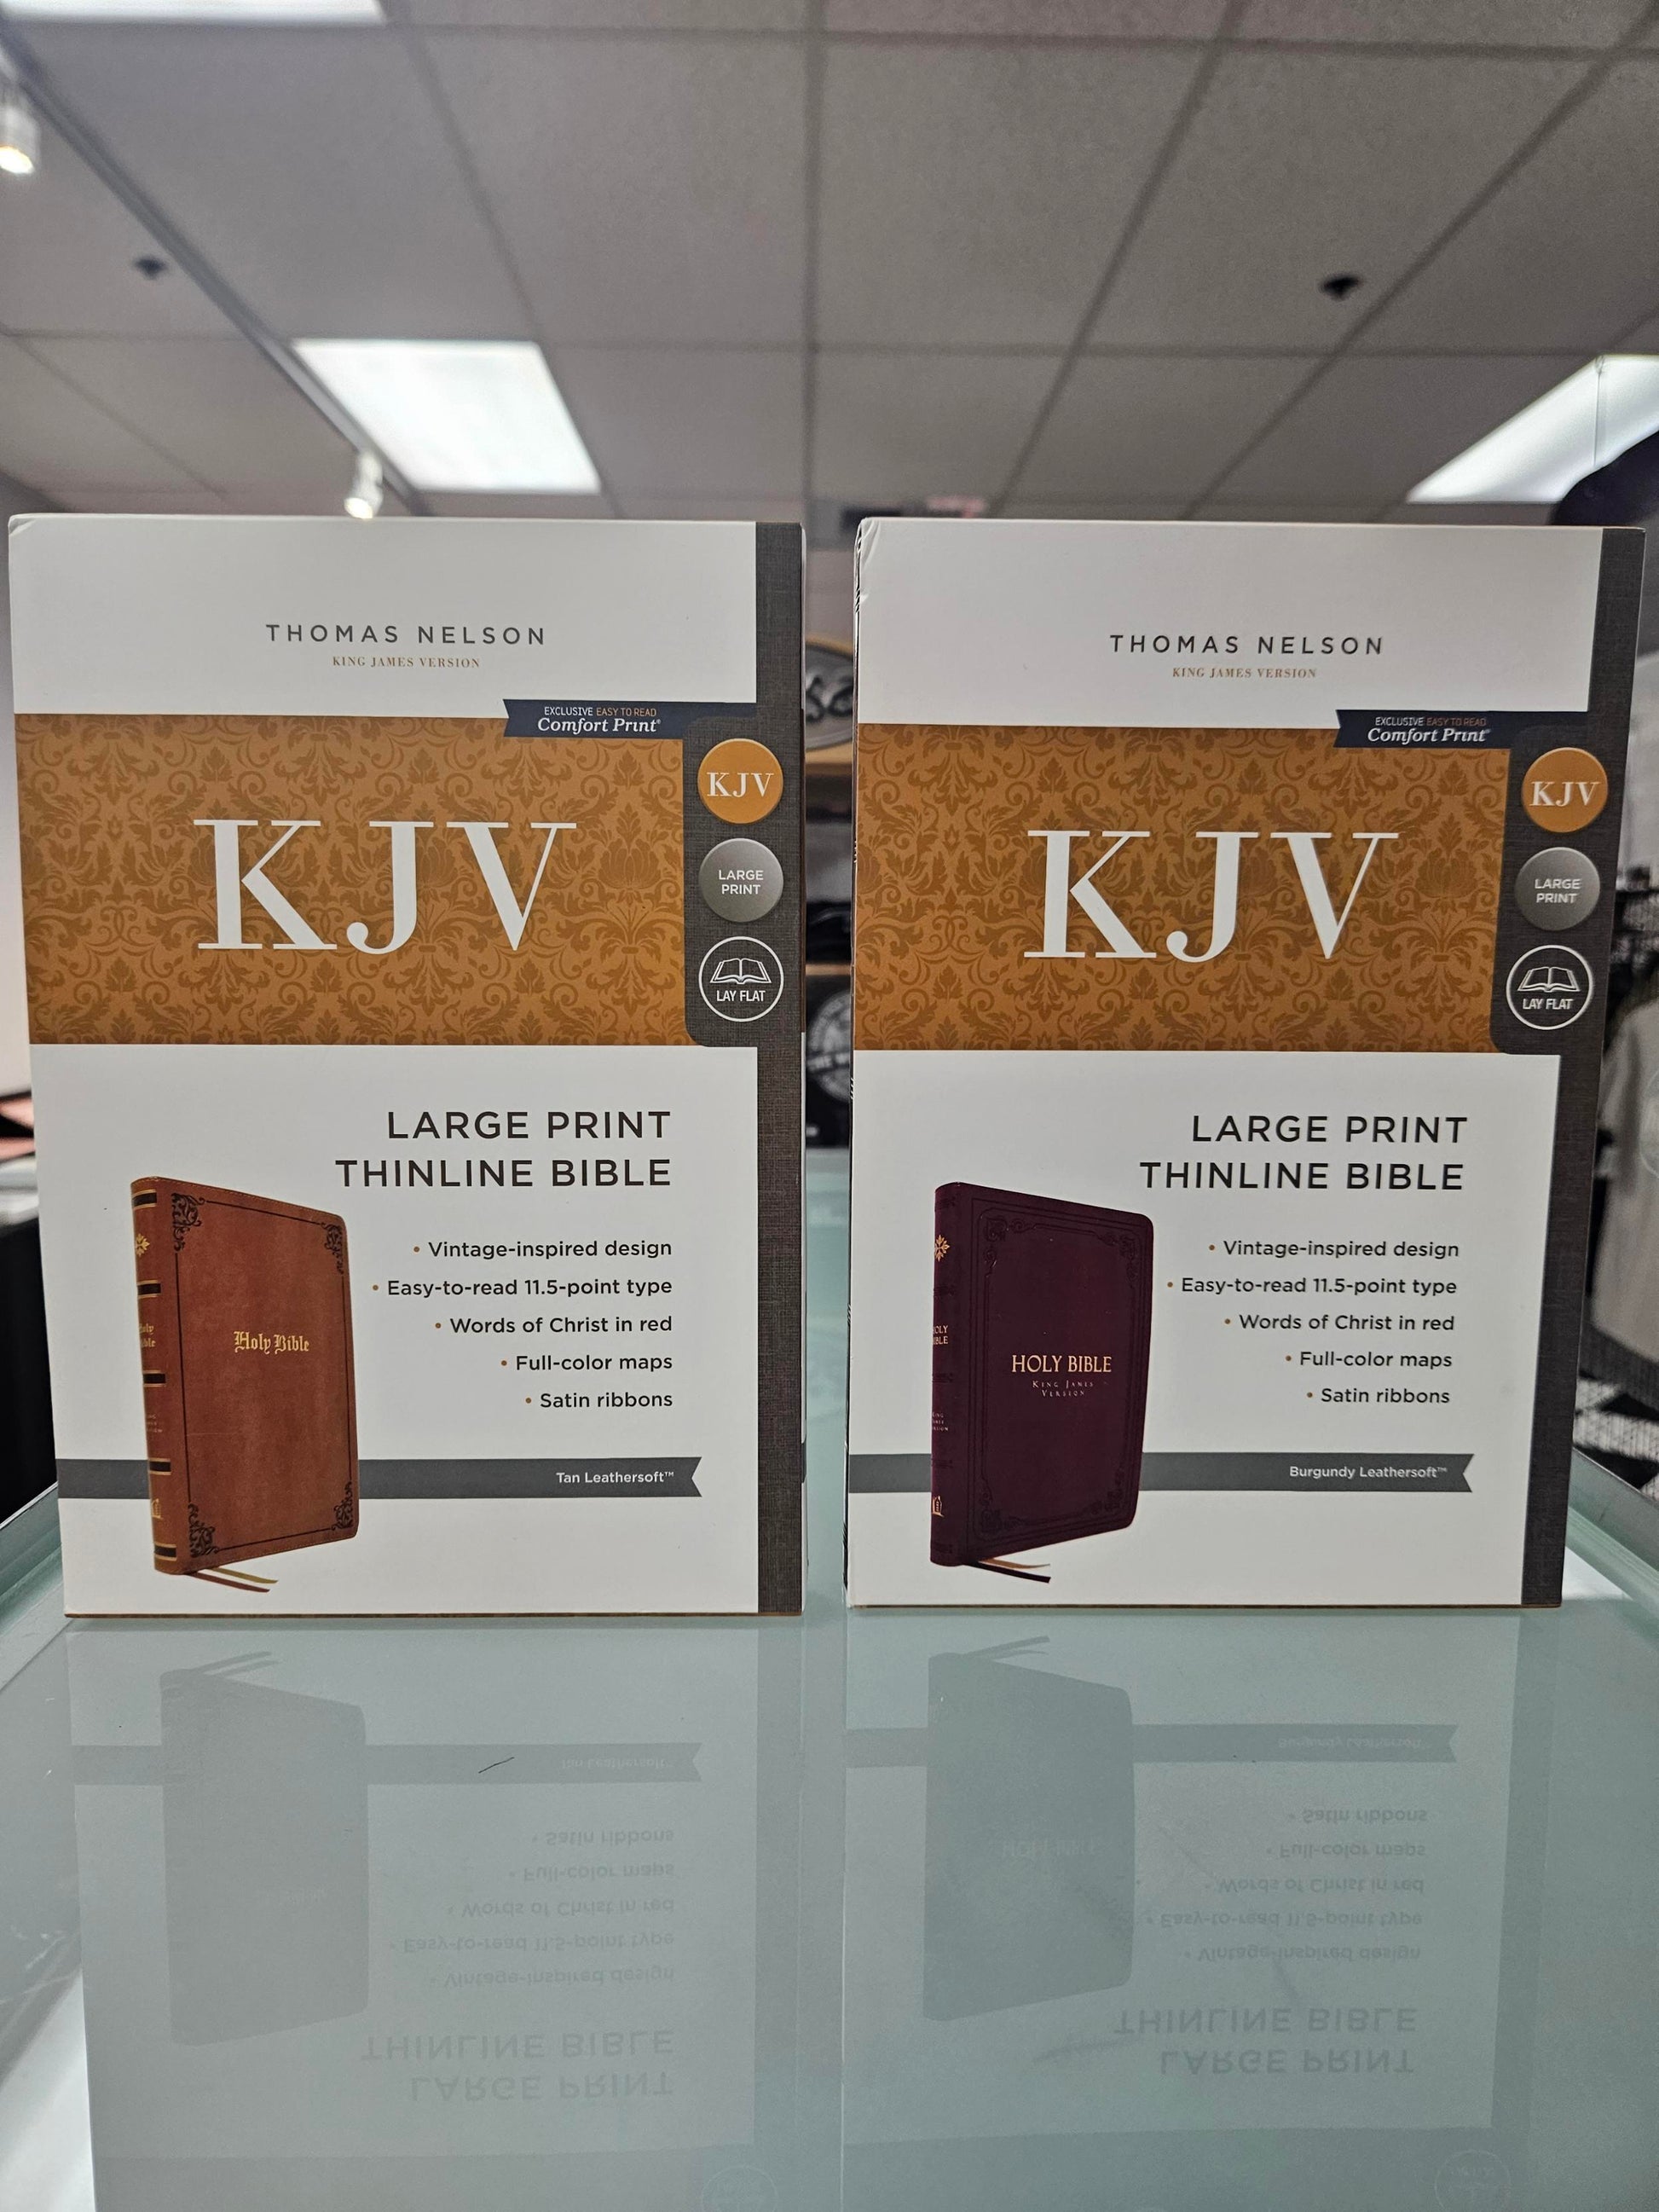 THOMAS NELSON
KING JAMES VERSION
EXCLUSIVE EASY TO READ
Comfort Print®
KJV
KJV
LARGE
PRINT
LAY FLAT
LARGE PRINT
THINLINE BIBLE
• Vintage-inspired design
• Easy-to-read 11.5-point type
• Words of Christ in red
• Full-color maps
• Satin ribbons
Holy Bible
Tan Leathersoft™
THOMAS NELSON
KING JAMES VERSION
EXCLUSIVE EASY TO READ
Comfort Print®
KJV
KJV
LARGE
PRINT
LAY FLAT
LARGE PRINT
THINLINE BIBLE
• Vintage-inspired design
• Easy-to-read 11.5-point type
• Words of Christ in red
• Full-color maps
• Satin ribbons
HOLY BIBLE
KING JAMES
VERSION
Burgundy Leathersoft™